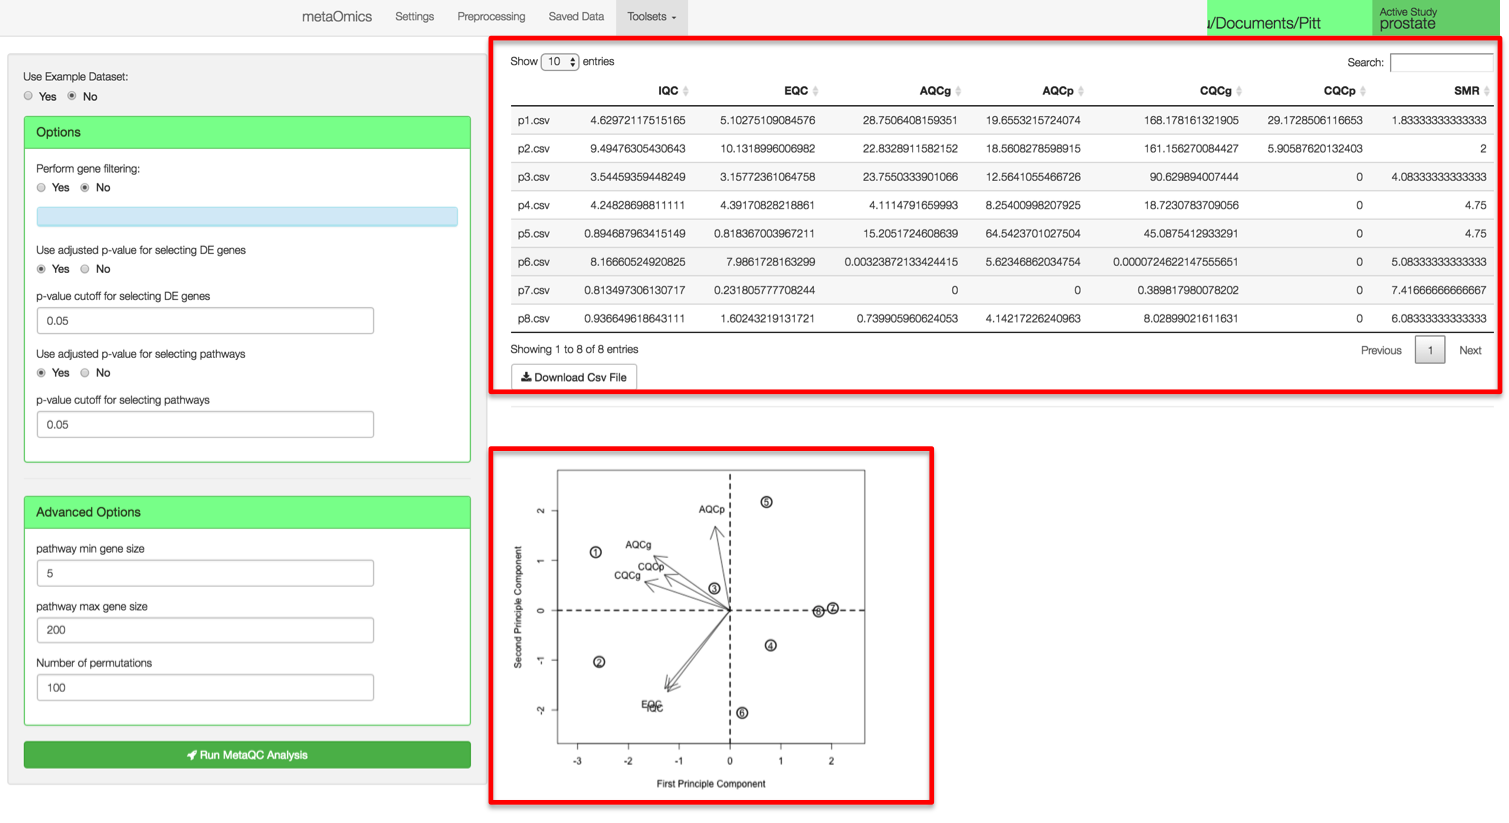 metaOmics Settings Preprocessing Saved Data Toolsets
/Documents/Pitt
Active Study
prostate
Use Example Dataset:
Yes No
Options
Perform gene filtering:
Yes No
Use adjusted p-value for selecting DE genes
Yes No
p-value cutoff for selecting DE genes
0.05
Use adjusted p-value for selecting pathways
Yes No
p-value cutoff for selecting pathways
0.05
Advanced Options
pathway min gene size
5
pathway max gene size
200
Number of permutations
100
Run MetaQC Analysis
Show 10 entries Search:
IQC EQC AQCg AQCp CQCg CQCp SMR
p1.csv 4.62972117515165 5.10275109084576 28.7506408159351 19.6553215724074 168.178161321905 29.1728506116653 1.83333333333333
p2.csv 9.49476305430643 10.1318996006982 22.8328911582152 18.5608278598915 161.156270084427 5.90587620132403 2
p3.csv 3.54459359448249 3.15772361064758 23.7550333901066 12.5641055466726 90.629894007444 0 4.08333333333333
p4.csv 4.24828698811111 4.39170828218861 4.1114791659993 8.25400998207925 18.7230783709056 0 4.75
p5.csv 0.894687963415149 0.818367003967211 15.2051724608639 64.5423701027504 45.0875412933291 0 4.75
p6.csv 8.16660524920825 7.9861728163299 0.00323872133424415 5.62346862034754 0.0000724622147555651 0 5.08333333333333
p7.csv 0.813497306130717 0.231805777708244 0 0 0.389817980078202 0 7.41666666666667
p8.csv 0.936649618643111 1.60243219131721 0.739905960624053 4.14217226240963 8.02899021611631 0 6.08333333333333
Showing 1 to 8 of 8 entries Previous 1 Next
Download Csv File
Second Principle Component
2
1
0
-1
-2
AQCp
5
AQCg
1
CQCp
CQCg
3
8 7
4
2
EQC
IQC
6
-3 -2 -1 0 1 2
First Principle Component